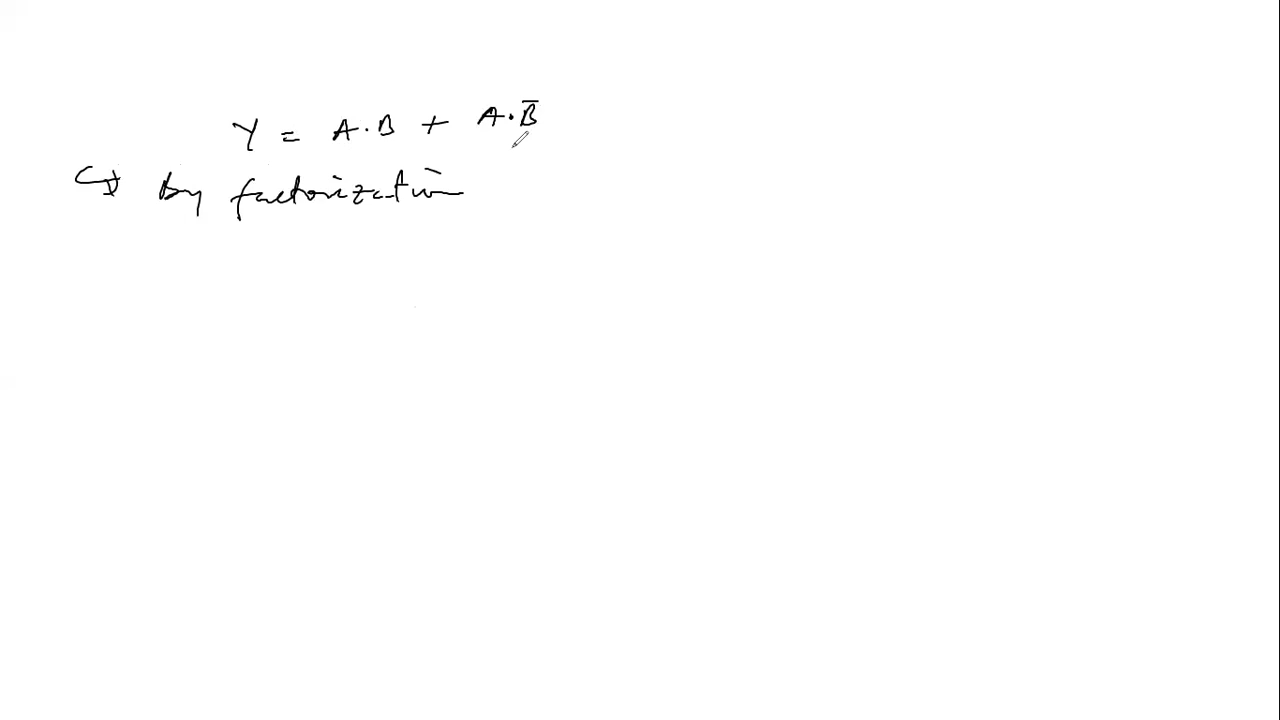 Y = A.B + A.B̅
↪ By factorization